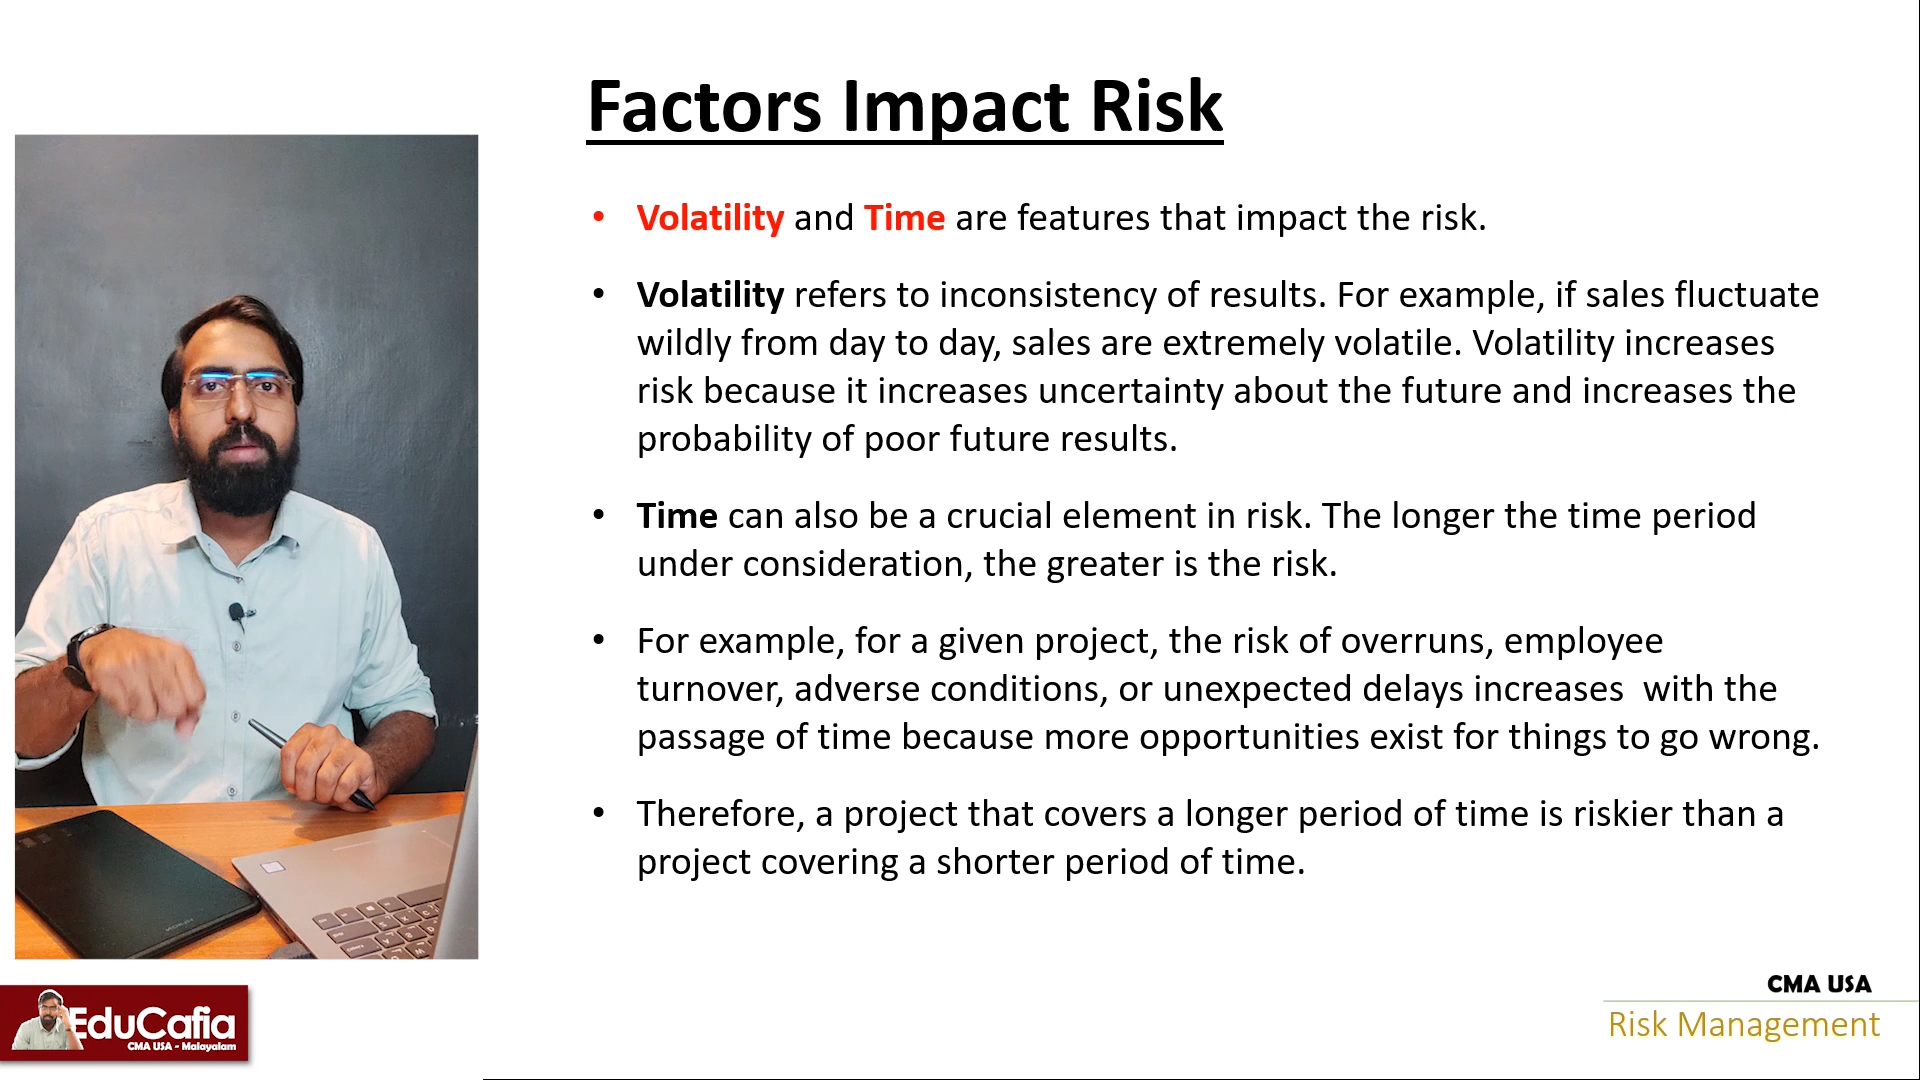 Factors Impact Risk
• Volatility and Time are features that impact the risk.
• Volatility refers to inconsistency of results. For example, if sales fluctuate
wildly from day to day, sales are extremely volatile. Volatility increases
risk because it increases uncertainty about the future and increases the
probability of poor future results.
• Time can also be a crucial element in risk. The longer the time period
under consideration, the greater is the risk.
• For example, for a given project, the risk of overruns, employee
turnover, adverse conditions, or unexpected delays increases  with the
passage of time because more opportunities exist for things to go wrong.
• Therefore, a project that covers a longer period of time is riskier than a
project covering a shorter period of time.
EduCafia
CMA USA - Malayalam
CMA USA
Risk Management